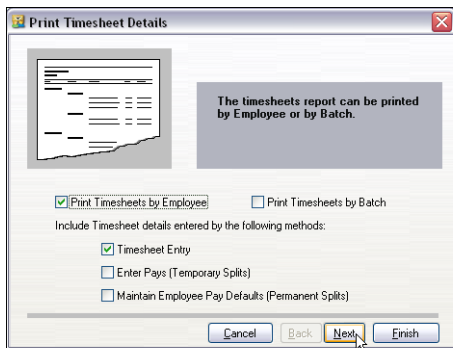 Print Timesheet Details
The timesheets report can be printed
by Employee or by Batch.
Print Timesheets by Employee
Print Timesheets by Batch
Include Timesheet details entered by the following methods:
Timesheet Entry
Enter Pays (Temporary Splits)
Maintain Employee Pay Defaults (Permanent Splits)
Cancel
Back
Next
Finish